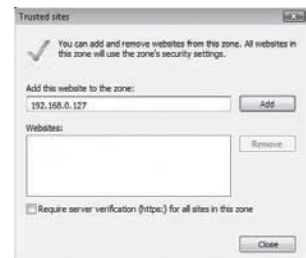 Trusted sites
You can add and remove websites from this zone. All websites in
this zone will use the zone's security settings.
Add this website to the zone:
192.168.0.127
Add
Websites:
Remove
Require server verification (https:) for all sites in this zone
Close